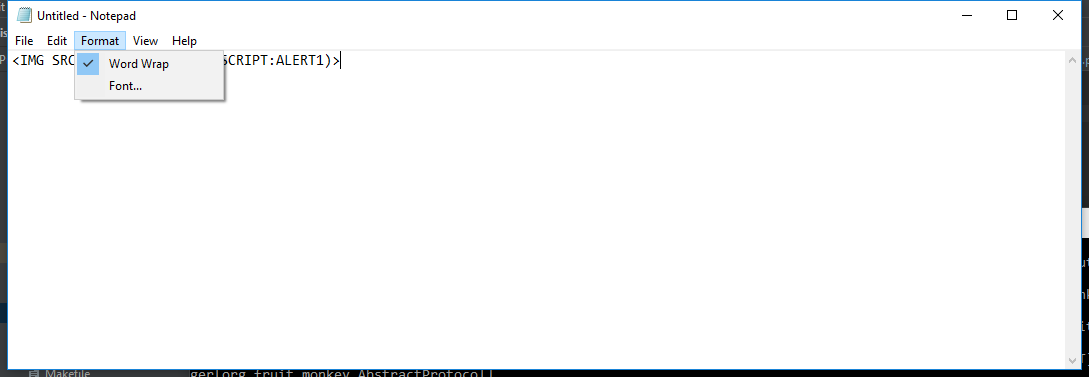 Untitled - Notepad
File Edit Format View Help
<IMG SRC SCRIPT:ALERT1)>
Word Wrap
Font...
Makefile
ger[org.fruit.monkey.AbstractProtocol]